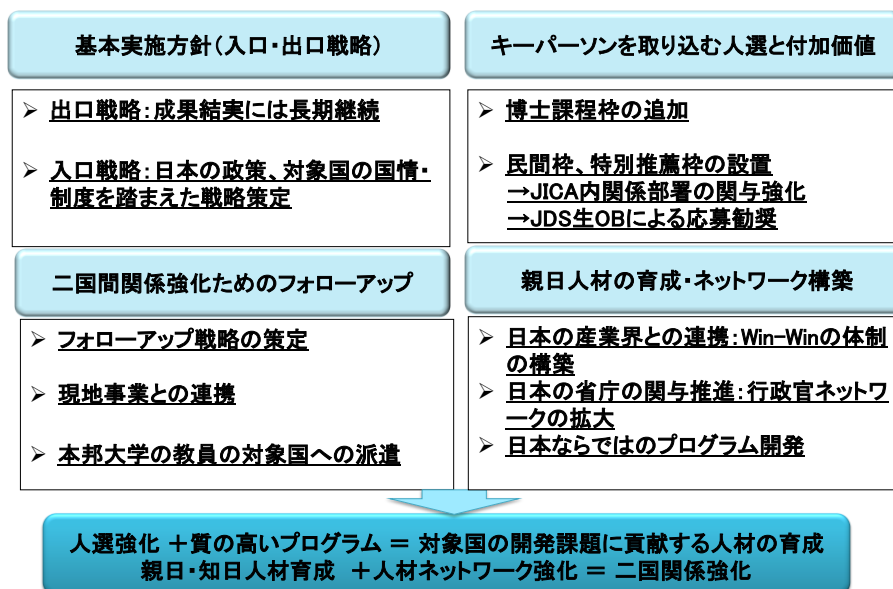 基本実施方針（入口・出口戦略）
➢ 出口戦略：成果結実には長期継続
➢ 入口戦略：日本の政策、対象国の国情・
制度を踏まえた戦略策定
キーパーソンを取り込む人選と付加価値
➢ 博士課程枠の追加
➢ 民間枠、特別推薦枠の設置
→JICA内関係部署の関与強化
→JDS生OBによる応募勧奨
二国間関係強化ためのフォローアップ
➢ フォローアップ戦略の策定
➢ 現地事業との連携
➢ 本邦大学の教員の対象国への派遣
親日人材の育成・ネットワーク構築
➢ 日本の産業界との連携：Win-Winの体制
の構築
➢ 日本の省庁の関与推進：行政官ネットワ
ークの拡大
➢ 日本ならではのプログラム開発
人選強化 ＋質の高いプログラム ＝ 対象国の開発課題に貢献する人材の育成
親日・知日人材育成 ＋人材ネットワーク強化 ＝ 二国関係強化